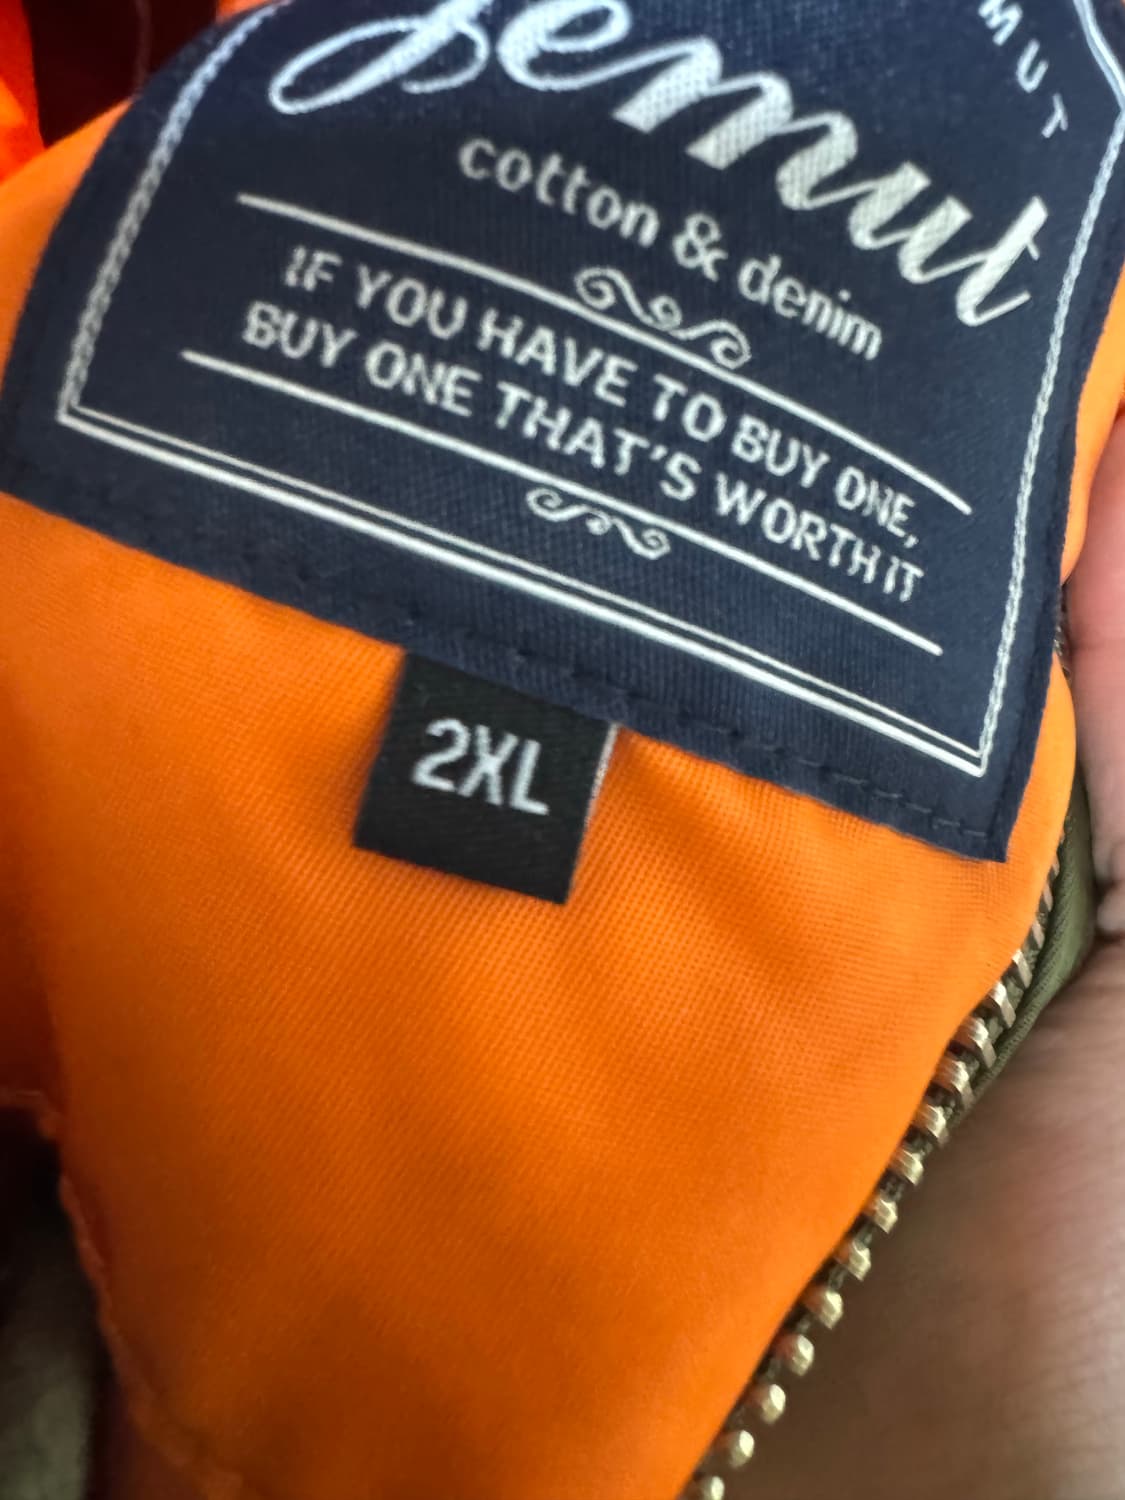 Jemut
MUT
cotton & denim
IF YOU HAVE TO BUY ONE,
BUY ONE THAT'S WORTH IT
2XL